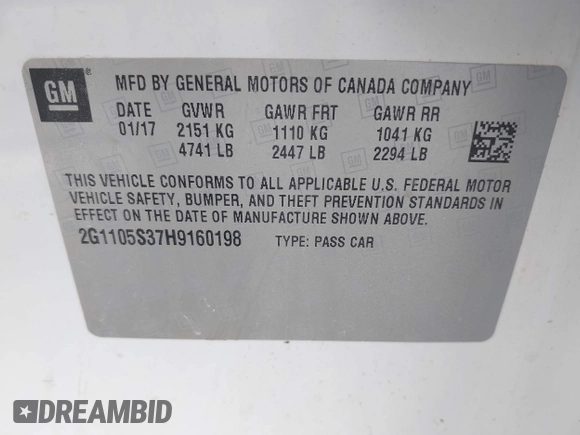 GM
MFD BY GENERAL MOTORS OF CANADA COMPANY
DATE GVWR GAWR FRT GAWR RR
01/17 2151 KG 1110 KG 1041 KG
4741 LB 2447 LB 2294 LB
THIS VEHICLE CONFORMS TO ALL APPLICABLE U.S. FEDERAL MOTOR
VEHICLE SAFETY, BUMPER, AND THEFT PREVENTION STANDARDS IN
EFFECT ON THE DATE OF MANUFACTURE SHOWN ABOVE.
2G1105S37H9160198 TYPE: PASS CAR
DREAMBID